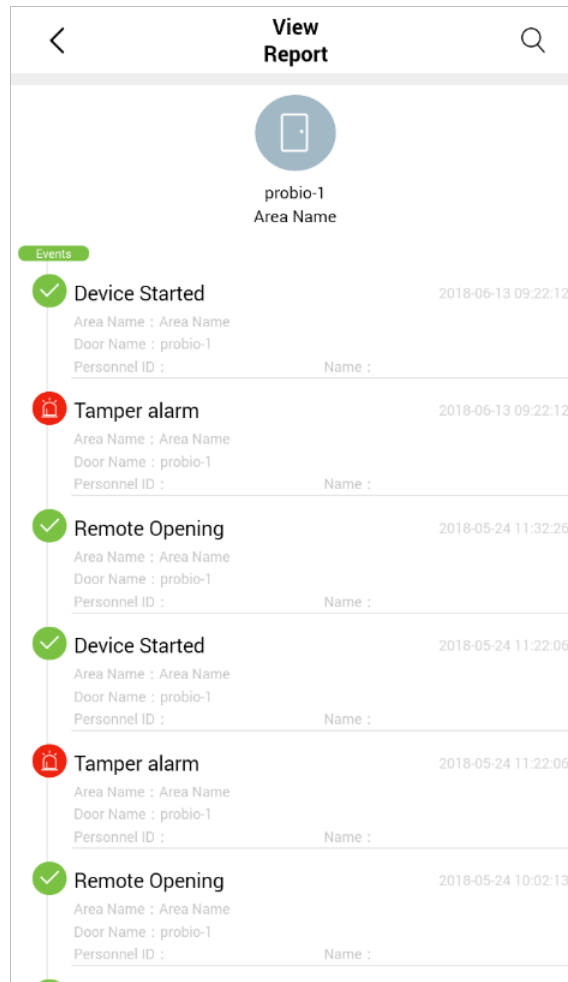 View
Report
probio-1
Area Name
Events
Device Started 2018-06-13 09:22:12
Area Name : Area Name
Door Name : probio-1
Personnel ID : Name :
Tamper alarm 2018-06-13 09:22:12
Area Name : Area Name
Door Name : probio-1
Personnel ID : Name :
Remote Opening 2018-05-24 11:32:26
Area Name : Area Name
Door Name : probio-1
Personnel ID : Name :
Device Started 2018-05-24 11:22:06
Area Name : Area Name
Door Name : probio-1
Personnel ID : Name :
Tamper alarm 2018-05-24 11:22:06
Area Name : Area Name
Door Name : probio-1
Personnel ID : Name :
Remote Opening 2018-05-24 10:02:13
Area Name : Area Name
Door Name : probio-1
Personnel ID : Name :